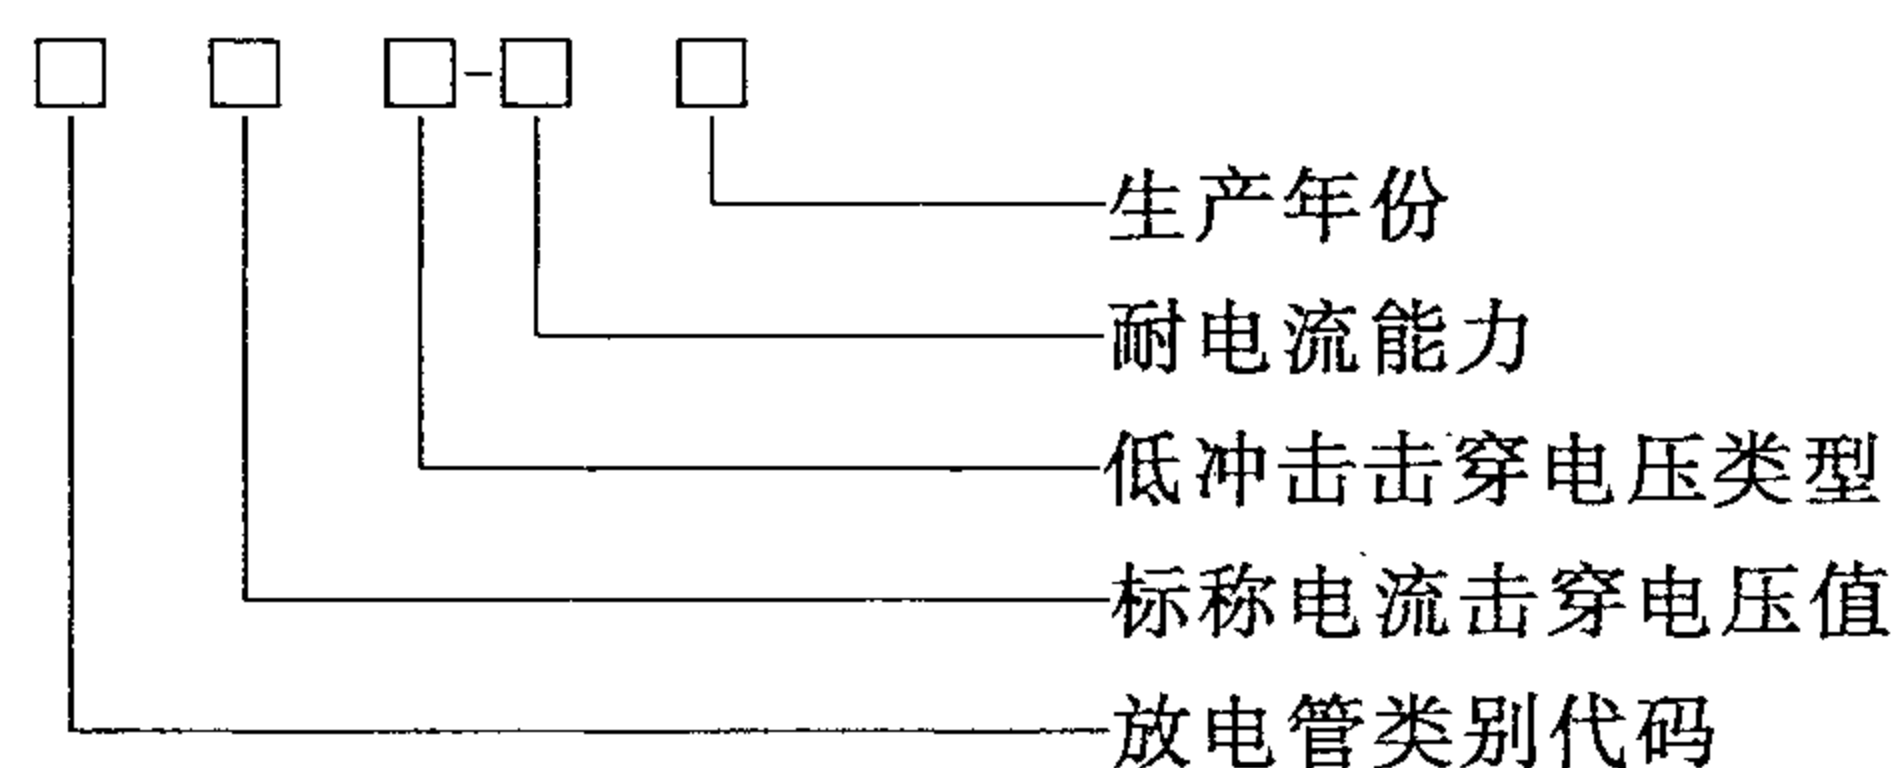 □ □ □-□ □
生产年份
耐电流能力
低冲击击穿电压类型
标称电流击穿电压值
放电管类别代码